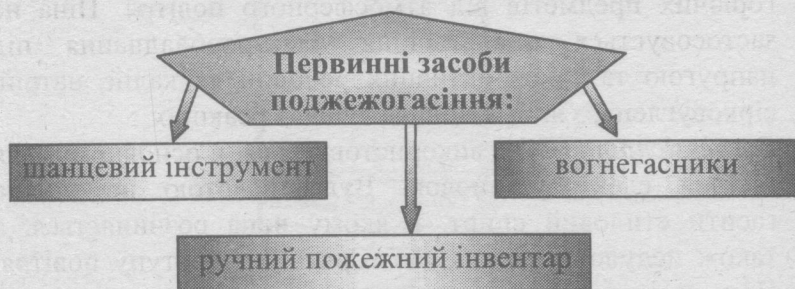 Первинні засоби
поджежогасіння:
шанцевий інструмент
вогнегасники
ручний пожежний інвентар